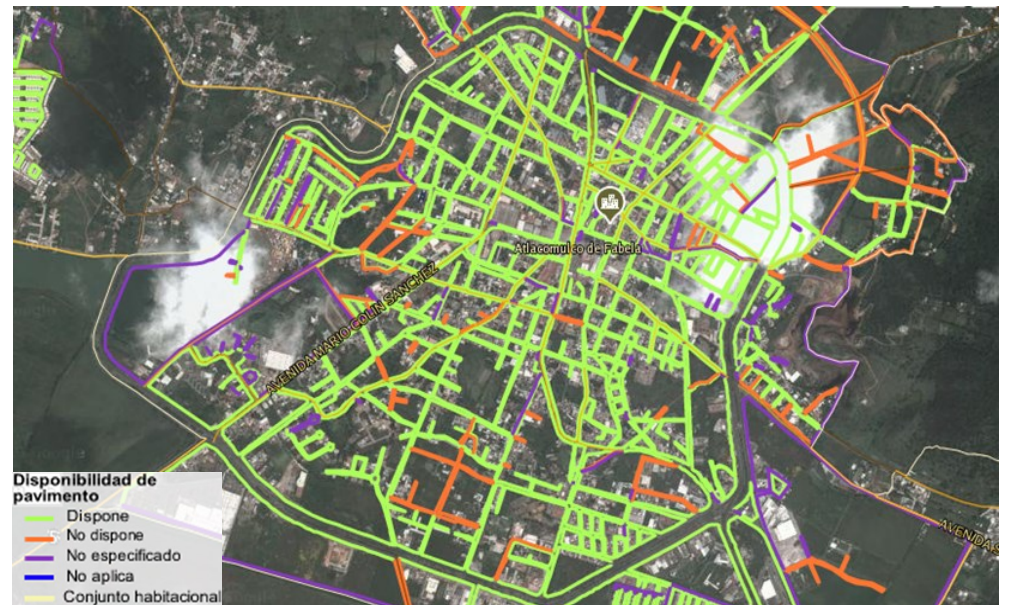 Atlacomulco de Fabela
AVENIDA MARIO COLIN SANCHEZ
Disponibilidad de
pavimento
Dispone
No dispone
No especificado
No aplica
Conjunto habitacional
AVENIDA S